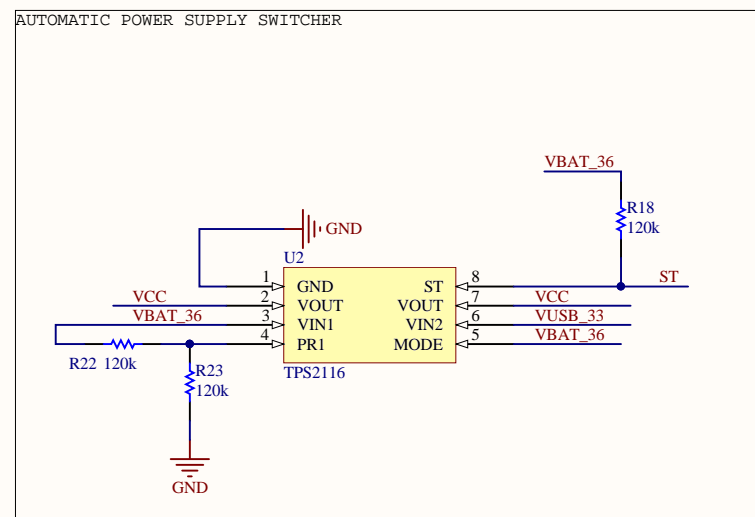 AUTOMATIC POWER SUPPLY SWITCHER
VBAT_36
R18
120k
GND
U2
1 GND
ST 8
ST
VCC
2 VOUT
VOUT 7
VCC
VBAT_36
3 VIN1
VIN2 6
VUSB_33
4 PR1
MODE 5
VBAT_36
R22 120k
R23
120k
TPS2116
GND